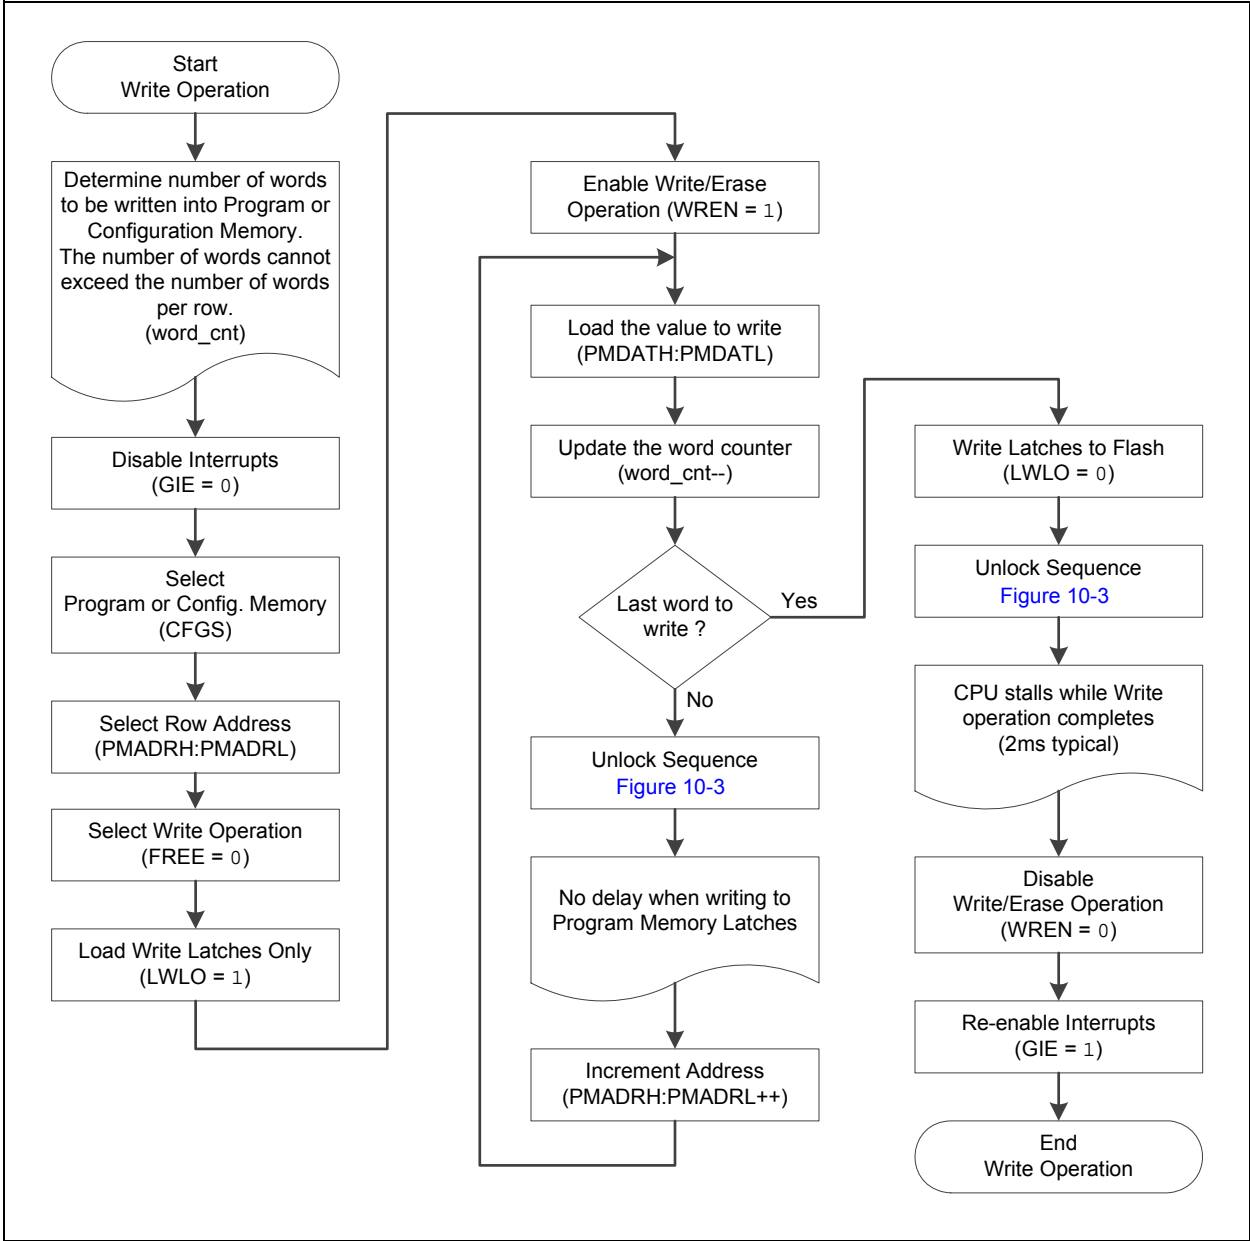 Start
Write Operation
Determine number of words
to be written into Program or
Configuration Memory.
The number of words cannot
exceed the number of words
per row.
(word_cnt)
Disable Interrupts
(GIE = 0)
Select
Program or Config. Memory
(CFGS)
Select Row Address
(PMADRH:PMADRL)
Select Write Operation
(FREE = 0)
Load Write Latches Only
(LWLO = 1)
Enable Write/Erase
Operation (WREN = 1)
Load the value to write
(PMDATH:PMDATL)
Update the word counter
(word_cnt--)
Last word to
write ?
Yes
No
Unlock Sequence
Figure 10-3
No delay when writing to
Program Memory Latches
Increment Address
(PMADRH:PMADRL++)
Write Latches to Flash
(LWLO = 0)
Unlock Sequence
Figure 10-3
CPU stalls while Write
operation completes
(2ms typical)
Disable
Write/Erase Operation
(WREN = 0)
Re-enable Interrupts
(GIE = 1)
End
Write Operation